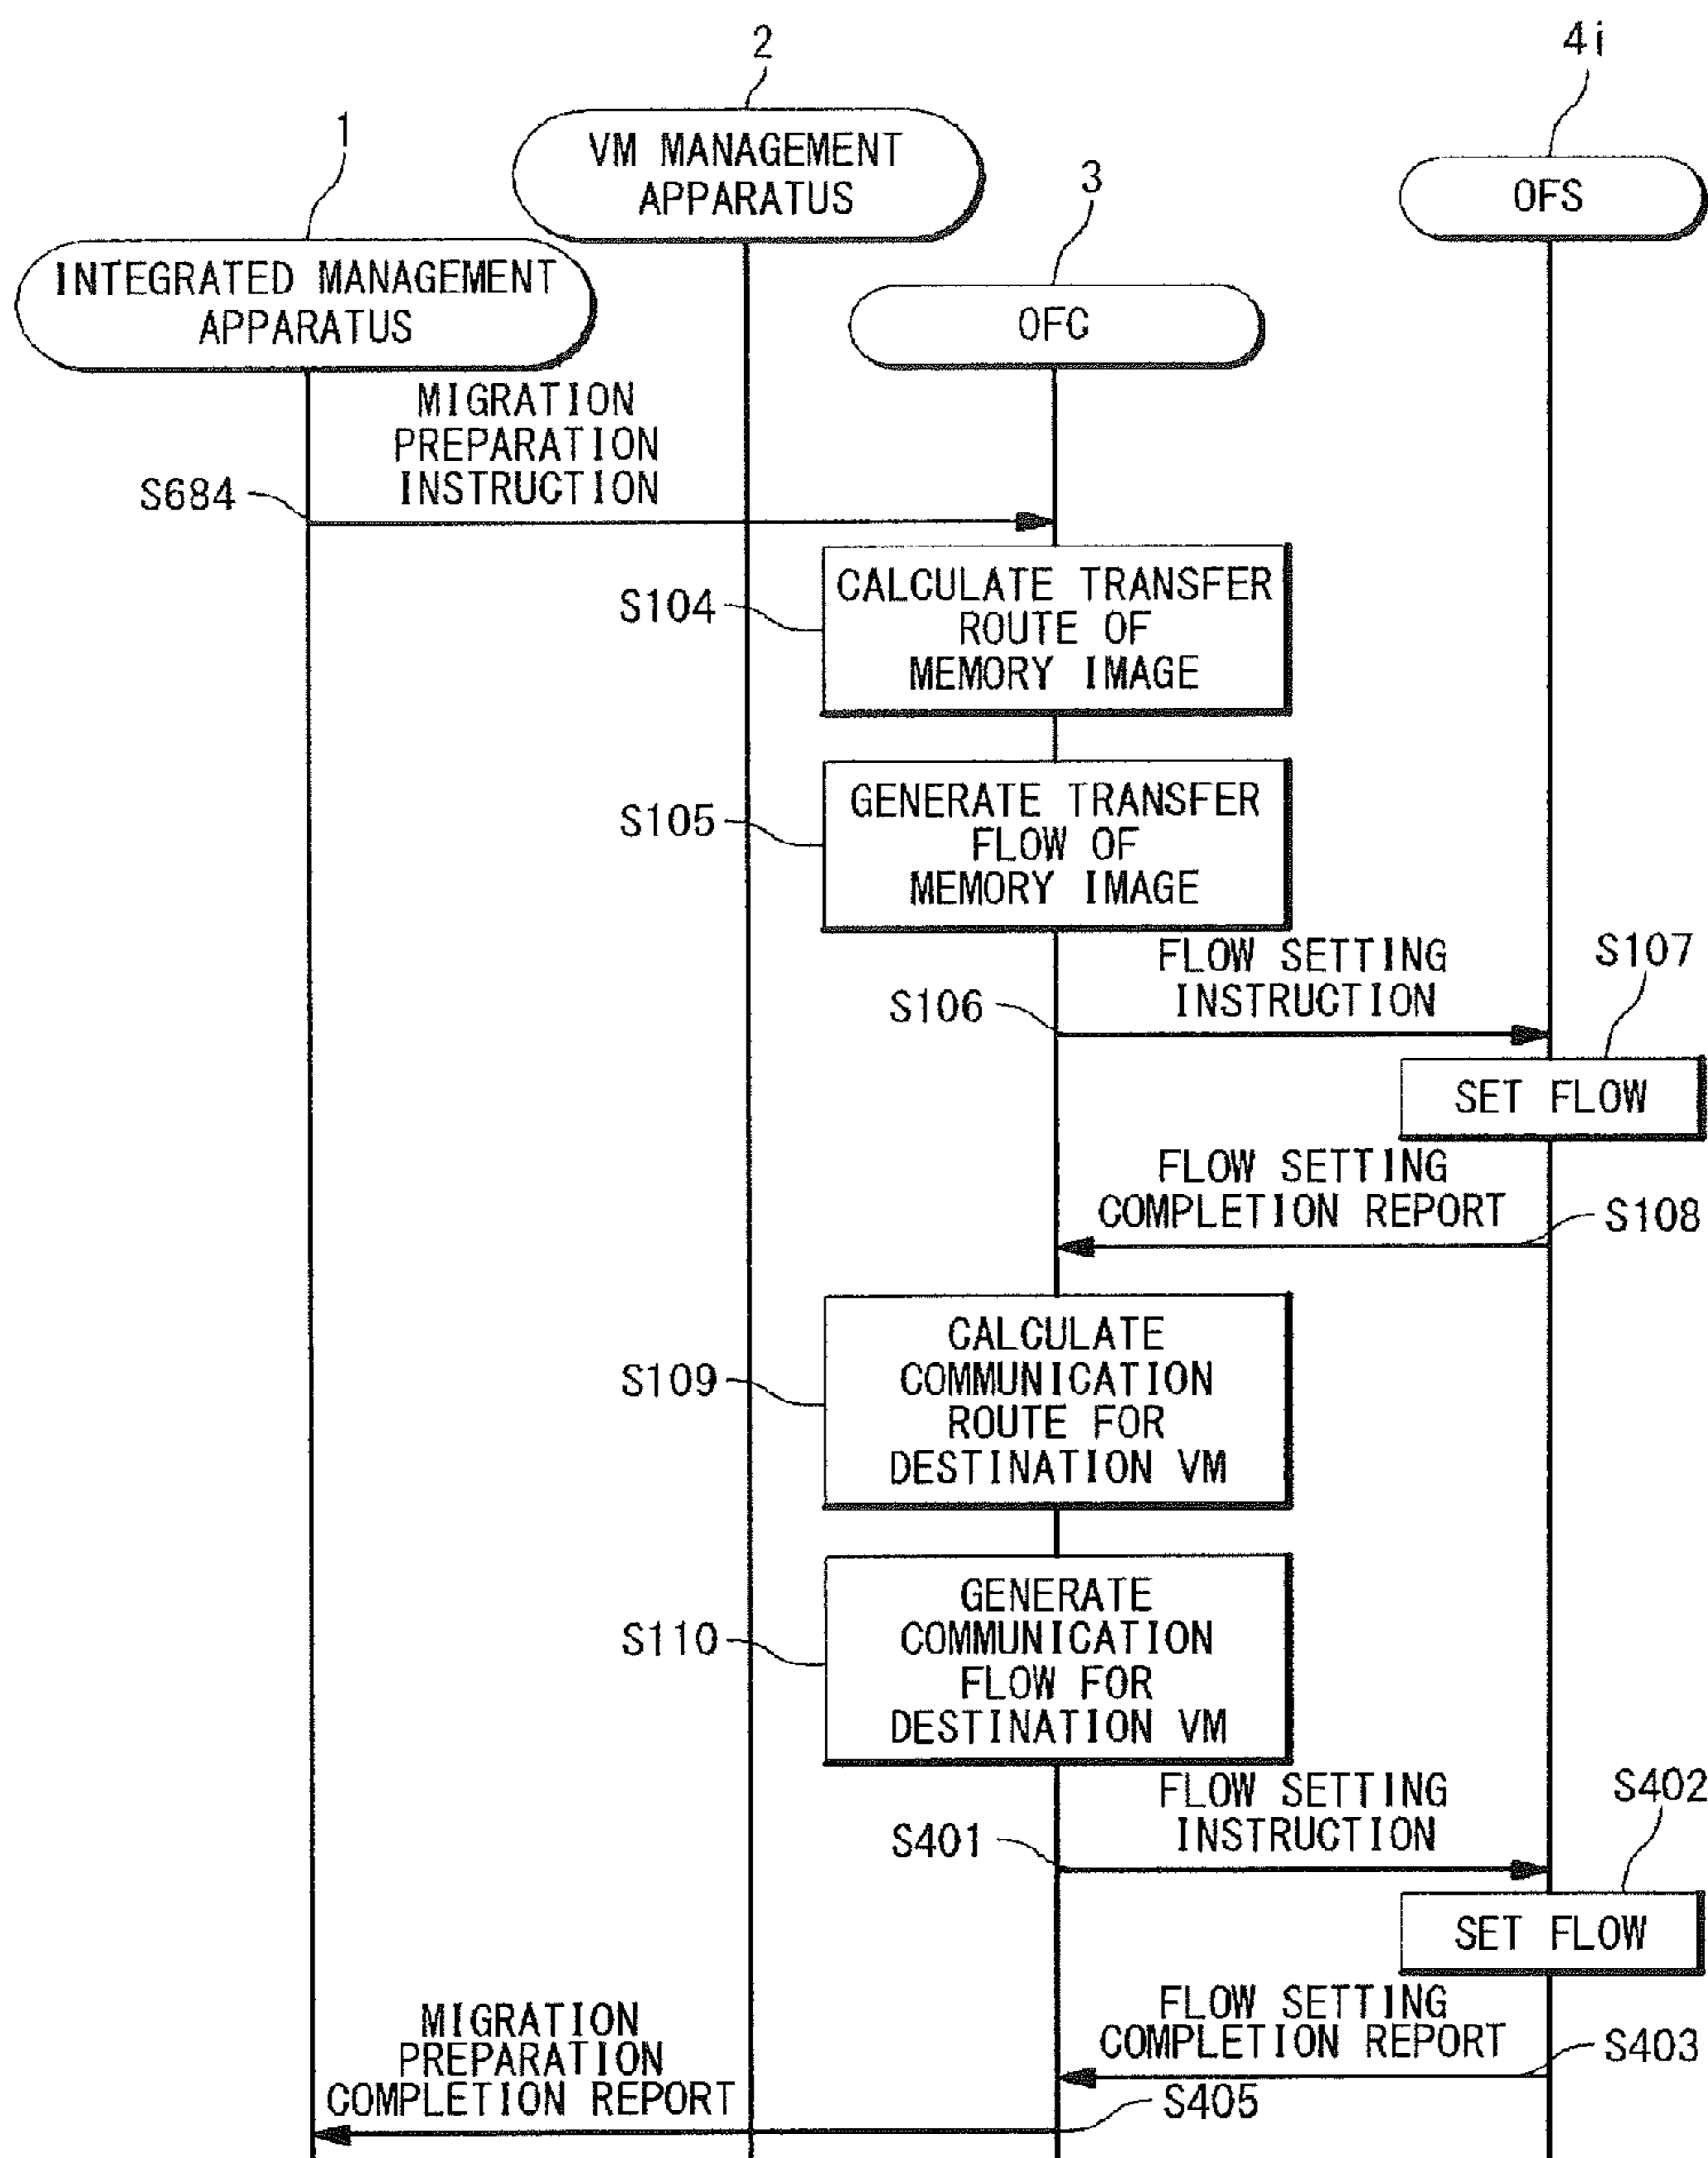 2
4i
1
VM MANAGEMENT
APPARATUS
3
OFS
INTEGRATED MANAGEMENT
APPARATUS
OFC
MIGRATION
PREPARATION
INSTRUCTION
S684
CALCULATE TRANSFER
ROUTE OF
MEMORY IMAGE
S104
GENERATE TRANSFER
FLOW OF
MEMORY IMAGE
S105
FLOW SETTING
INSTRUCTION
S106
S107
SET FLOW
FLOW SETTING
COMPLETION REPORT
S108
CALCULATE
COMMUNICATION
ROUTE FOR
DESTINATION VM
S109
GENERATE
COMMUNICATION
FLOW FOR
DESTINATION VM
S110
FLOW SETTING
INSTRUCTION
S401
S402
SET FLOW
FLOW SETTING
COMPLETION REPORT
S403
MIGRATION
PREPARATION
COMPLETION REPORT
S405